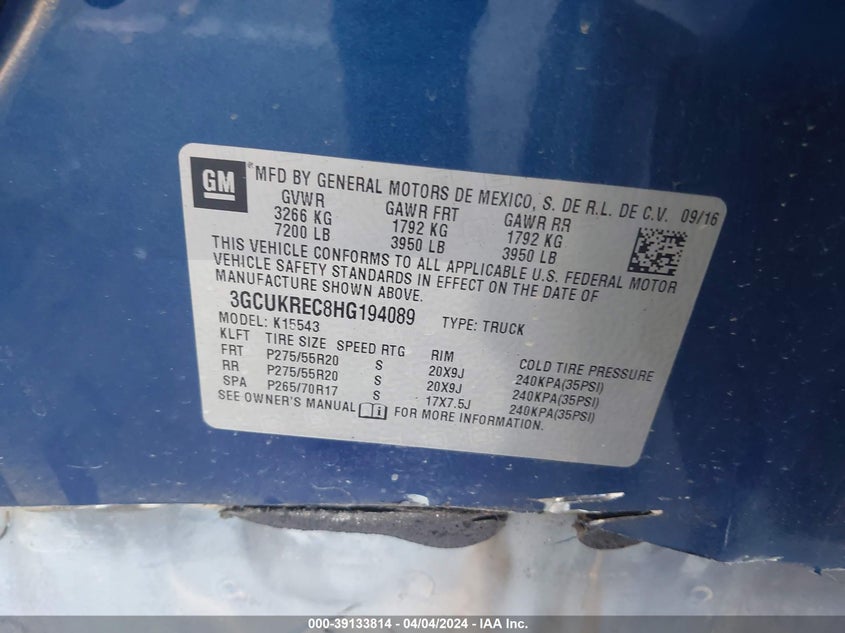 GM
*MFD BY GENERAL MOTORS DE MEXICO, S. DE R.L. DE C.V. 09/16
GVWR GAWR FRT GAWR RR
3266 KG 1792 KG 1792 KG
7200 LB 3950 LB 3950 LB
THIS VEHICLE CONFORMS TO ALL APPLICABLE U.S. FEDERAL MOTOR
VEHICLE SAFETY STANDARDS IN EFFECT ON THE DATE OF
MANUFACTURE SHOWN ABOVE.
3GCUKREC8HG194089 TYPE: TRUCK
MODEL: K15543
KLFT TIRE SIZE SPEED RTG RIM COLD TIRE PRESSURE
FRT P275/55R20 S 20X9J 240KPA(35PSI)
RR P275/55R20 S 20X9J 240KPA(35PSI)
SPA P265/70R17 S 17X7.5J 240KPA(35PSI)
SEE OWNER'S MANUAL FOR MORE INFORMATION.
000-39133814 - 04/04/2024 - IAA Inc.